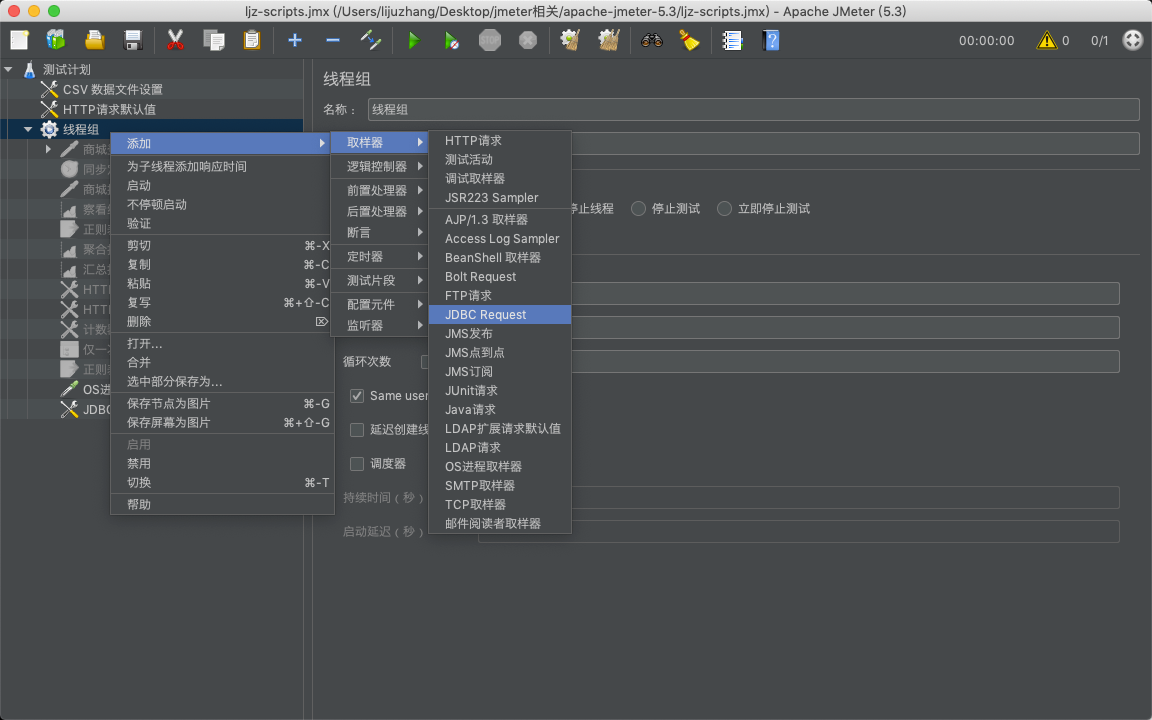 ljz-scripts.jmx (/Users/lijuzhang/Desktop/jmeter相关/apache-jmeter-5.3/ljz-scripts.jmx) - Apache JMeter (5.3)
00:00:00 0 0/1
测试计划
CSV 数据文件设置
HTTP请求默认值
线程组
商城
同步
商城
察看
正则
聚合
汇总
HTT
HTT
计数
仅一
正则
OS进
JDBC
线程组
名称： 线程组
停止线程 停止测试 立即停止测试
循环次数
Same user
延迟创建线
调度器
持续时间（秒）
启动延迟（秒）
添加
为子线程添加响应时间
启动
不停顿启动
验证
剪切 ⌘-X
复制 ⌘-C
粘贴 ⌘-V
复写 ⌘+⇧-C
删除 ⌦
打开...
合并
选中部分保存为...
保存节点为图片 ⌘-G
保存屏幕为图片 ⌘+⇧-G
启用
禁用
切换 ⌘-T
帮助
取样器
逻辑控制器
前置处理器
后置处理器
断言
定时器
测试片段
配置元件
监听器
HTTP请求
测试活动
调试取样器
JSR223 Sampler
AJP/1.3 取样器
Access Log Sampler
BeanShell 取样器
Bolt Request
FTP请求
JDBC Request
JMS发布
JMS点到点
JMS订阅
JUnit请求
Java请求
LDAP扩展请求默认值
LDAP请求
OS进程取样器
SMTP取样器
TCP取样器
邮件阅读者取样器